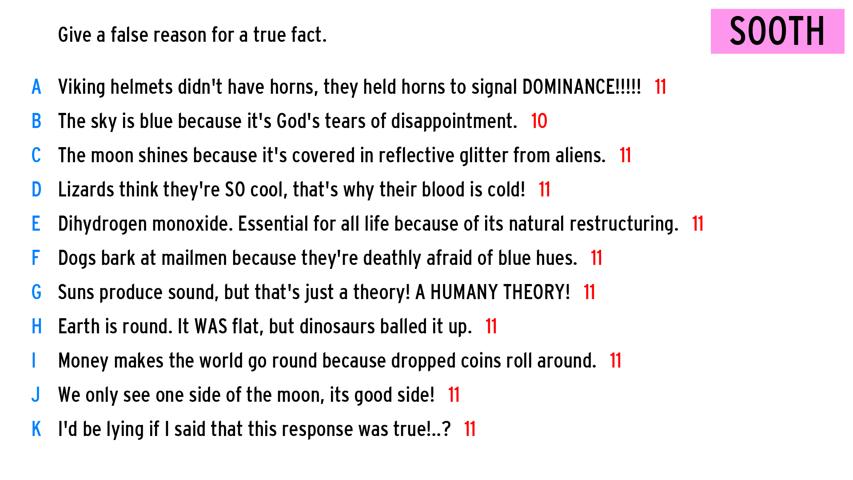 Give a false reason for a true fact.
SOOTH
A Viking helmets didn't have horns, they held horns to signal DOMINANCE!!!!! 11
B The sky is blue because it's God's tears of disappointment. 10
C The moon shines because it's covered in reflective glitter from aliens. 11
D Lizards think they're SO cool, that's why their blood is cold! 11
E Dihydrogen monoxide. Essential for all life because of its natural restructuring. 11
F Dogs bark at mailmen because they're deathly afraid of blue hues. 11
G Suns produce sound, but that's just a theory! A HUMANY THEORY! 11
H Earth is round. It WAS flat, but dinosaurs balled it up. 11
I Money makes the world go round because dropped coins roll around. 11
J We only see one side of the moon, its good side! 11
K I'd be lying if I said that this response was true!..? 11